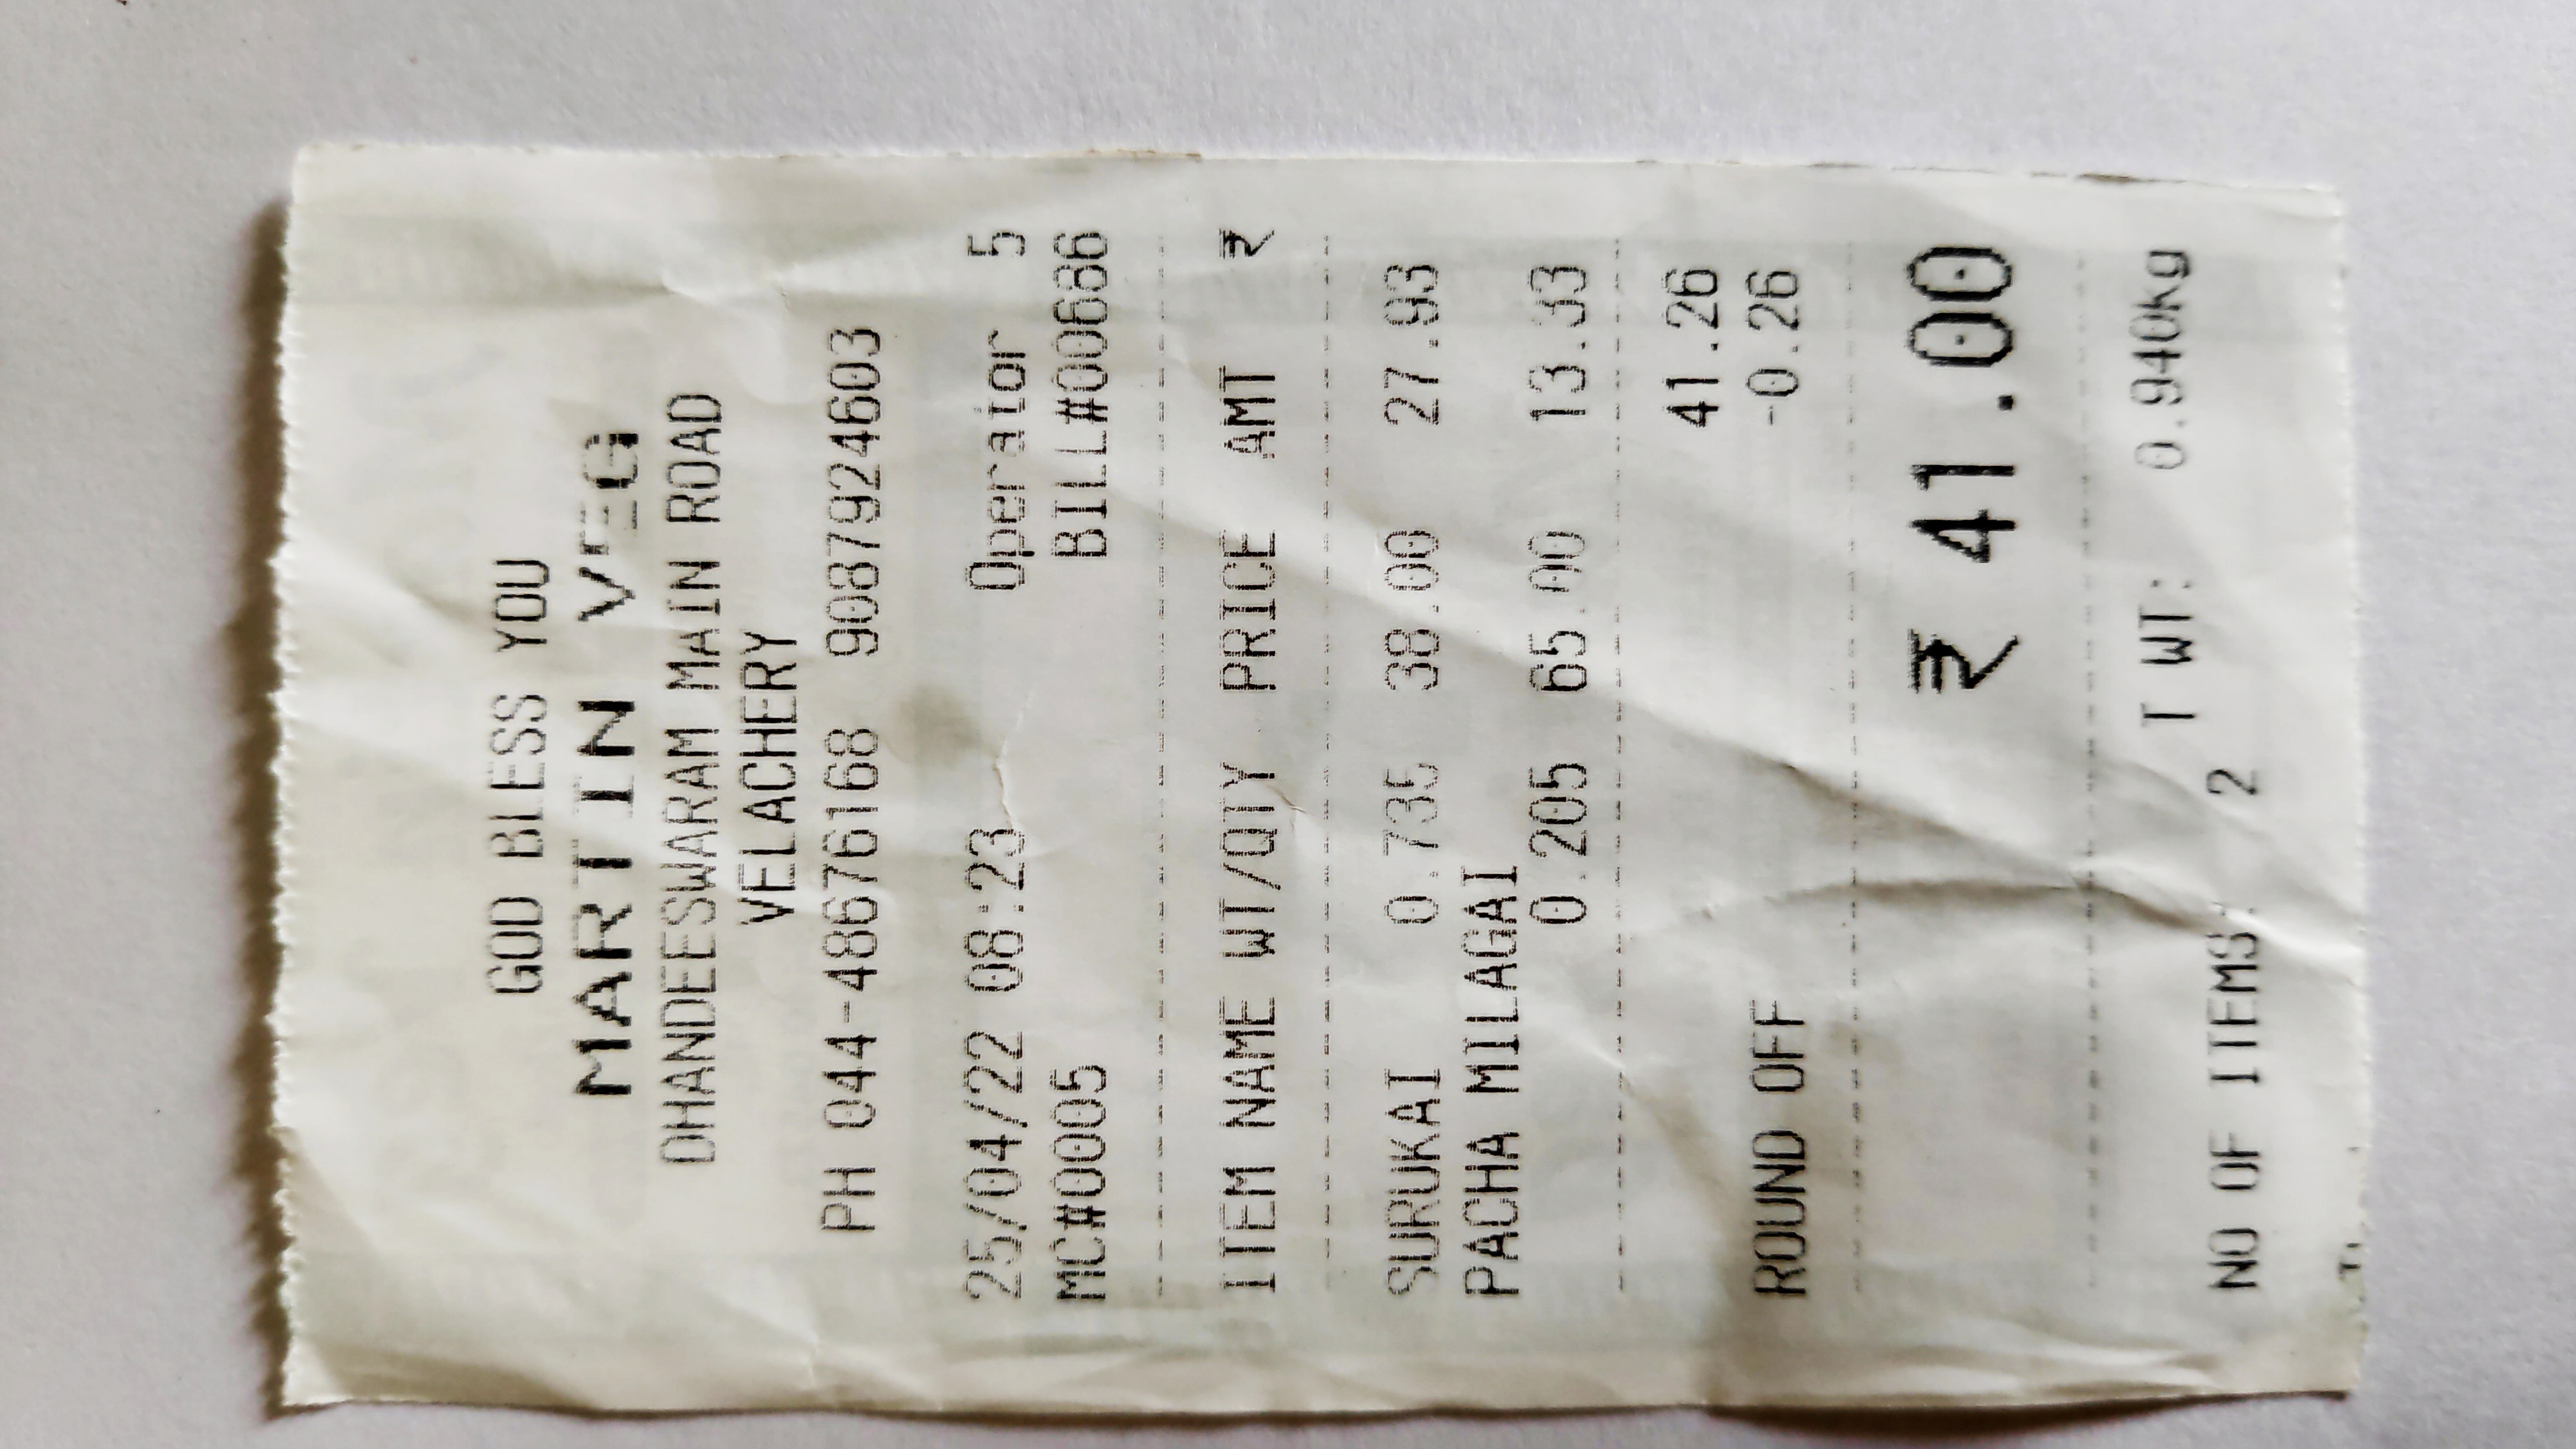 GOD BLESS YOU
MARTIN VEG
DHANDEESWARAM MAIN ROAD
VELACHERY
PH 044-48676168 9087924603
25/04/22 08:23 Operator 5
MC#0005 BILL#00686
ITEM NAME WT/QTY PRICE AMT ₹
SURUKAI 0.735 38.00 27.93
PACHA MILAGAI
0.205 65.00 13.33
41.26
ROUND OFF -0.26
₹ 41.00
T WT: 0.940kg
NO OF ITEMS: 2